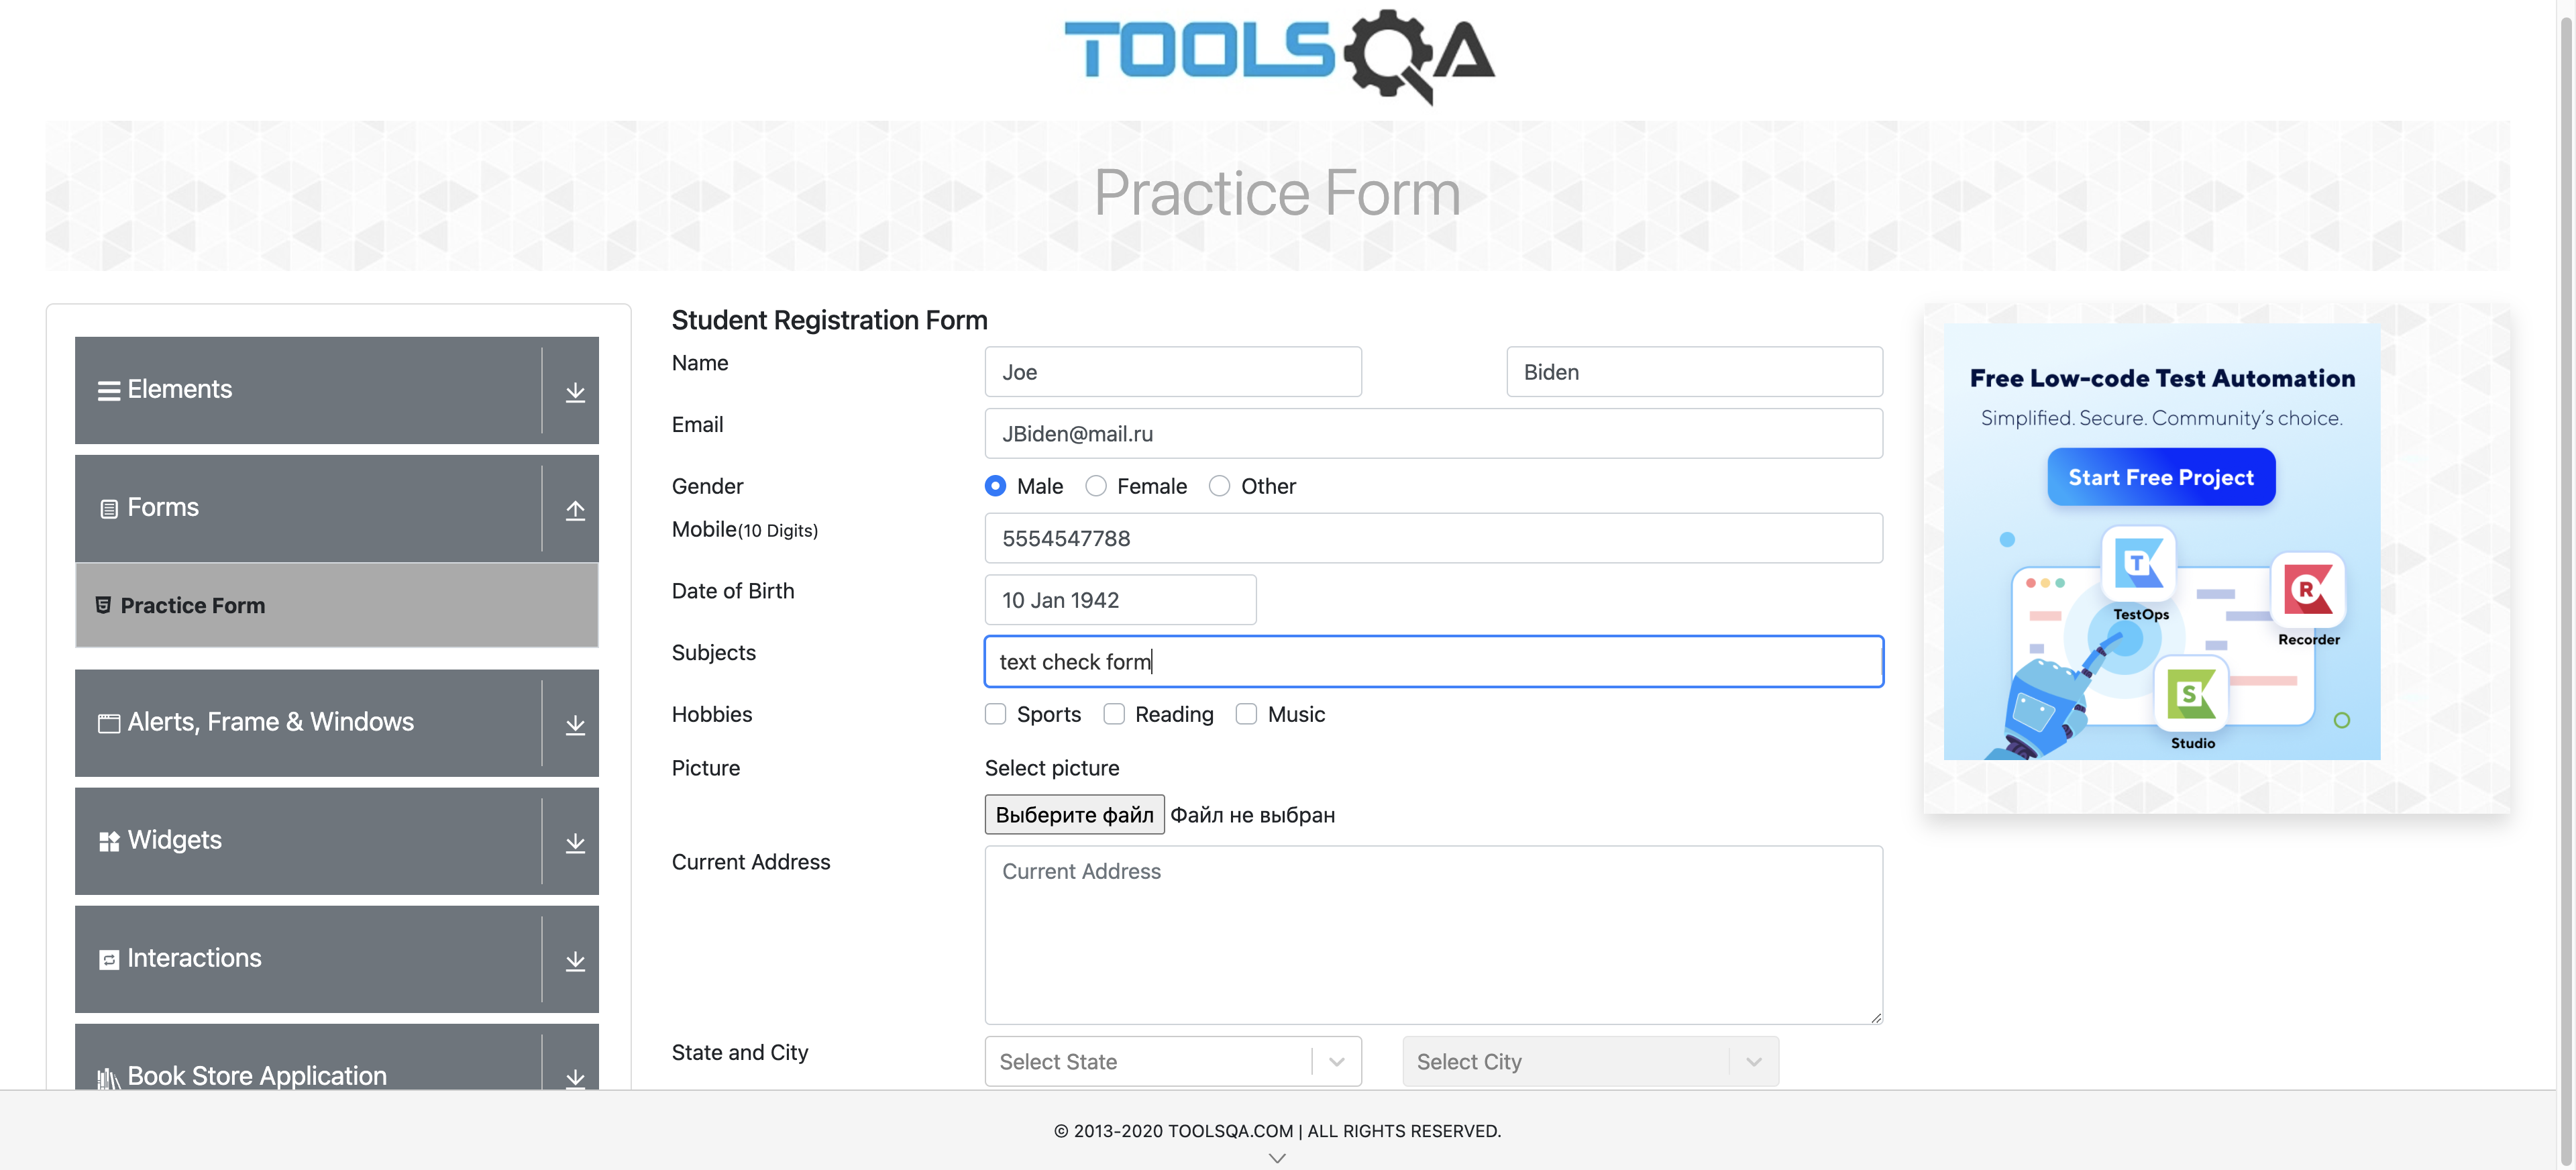 TOOLSQA
Practice Form
Elements
Forms
Practice Form
Alerts, Frame & Windows
Widgets
Interactions
Book Store Application
Student Registration Form
Name
Joe
Biden
Email
JBiden@mail.ru
Gender
Male
Female
Other
Mobile(10 Digits)
5554547788
Date of Birth
10 Jan 1942
Subjects
text check form
Hobbies
Sports
Reading
Music
Picture
Select picture
Выберите файл Файл не выбран
Current Address
Current Address
State and City
Select State
Select City
Free Low-code Test Automation
Simplified. Secure. Community’s choice.
Start Free Project
T
TestOps
R
Recorder
S
Studio
© 2013-2020 TOOLSQA.COM | ALL RIGHTS RESERVED.